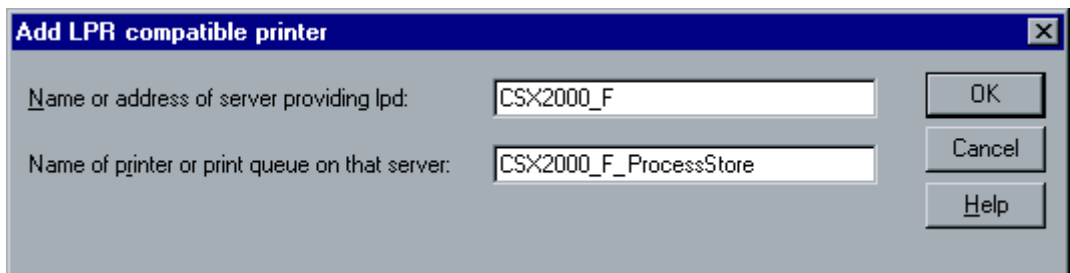 Add LPR compatible printer
Name or address of server providing lpd: CSX2000_F OK
Name of printer or print queue on that server: CSX2000_F_ProcessStore Cancel
Help